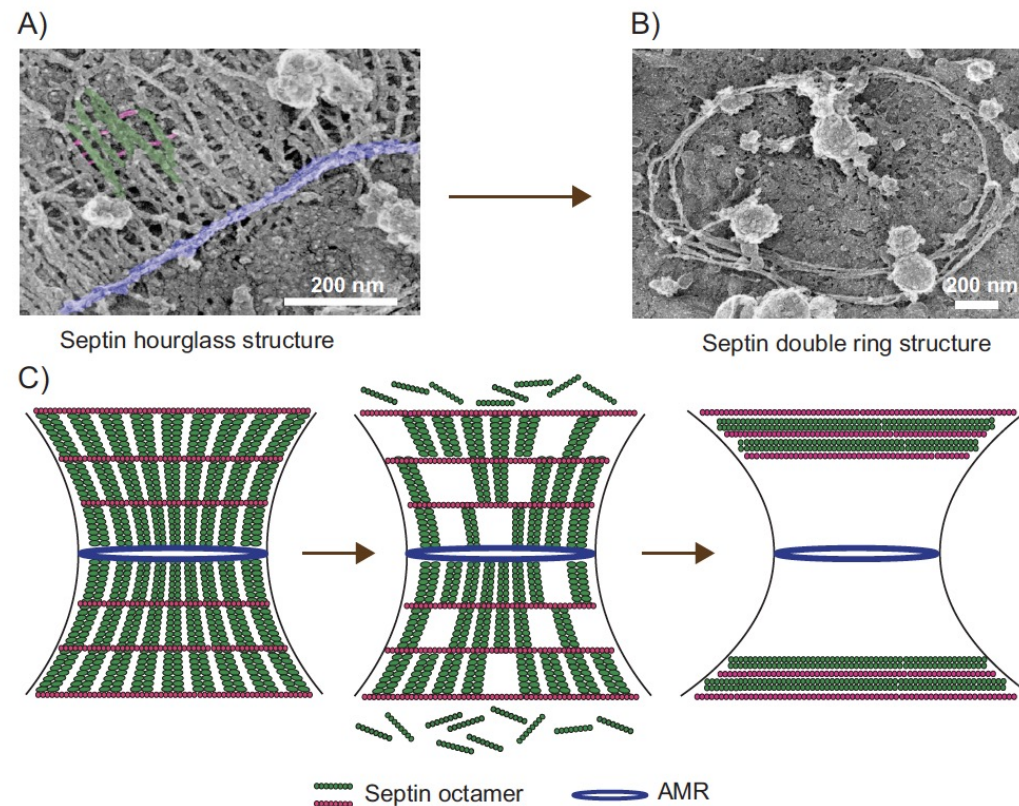 A)
B)
200 nm
200 nm
Septin hourglass structure
Septin double ring structure
C)
Septin octamer
AMR